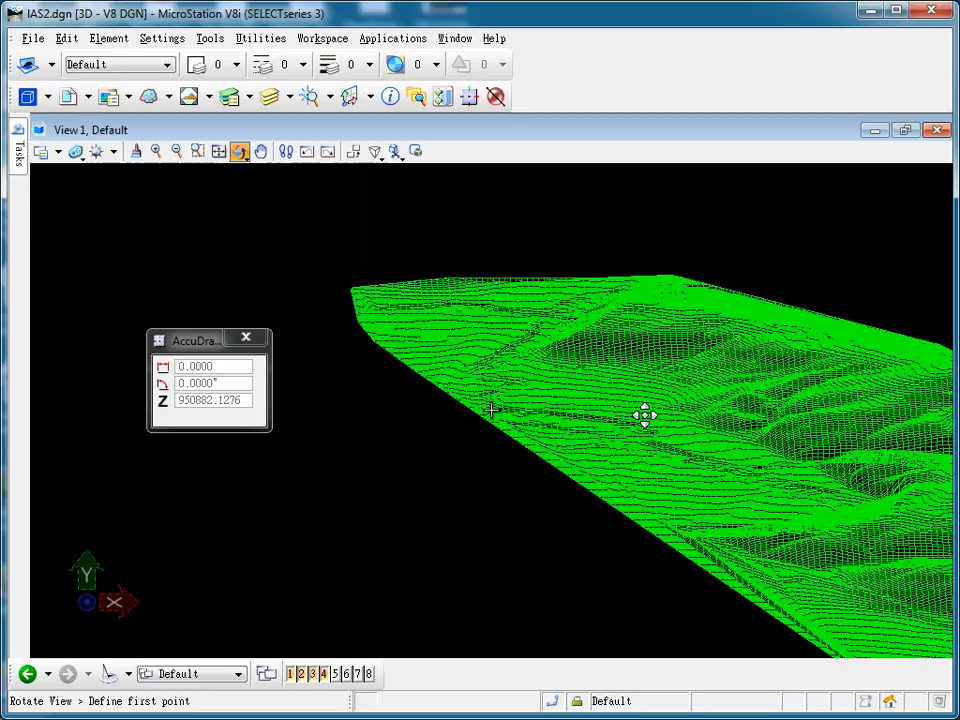 IAS2.dgn [3D - V8 DGN] - MicroStation V8i (SELECTseries 3)
File Edit Element Settings Tools Utilities Workspace Applications Window Help
Default 0 0 0 0 0
View 1, Default
Tasks
AccuDra...
0.0000
0.0000°
Z 950882.1276
Y
X
Default 1 2 3 4 5 6 7 8
Rotate View > Define first point Default